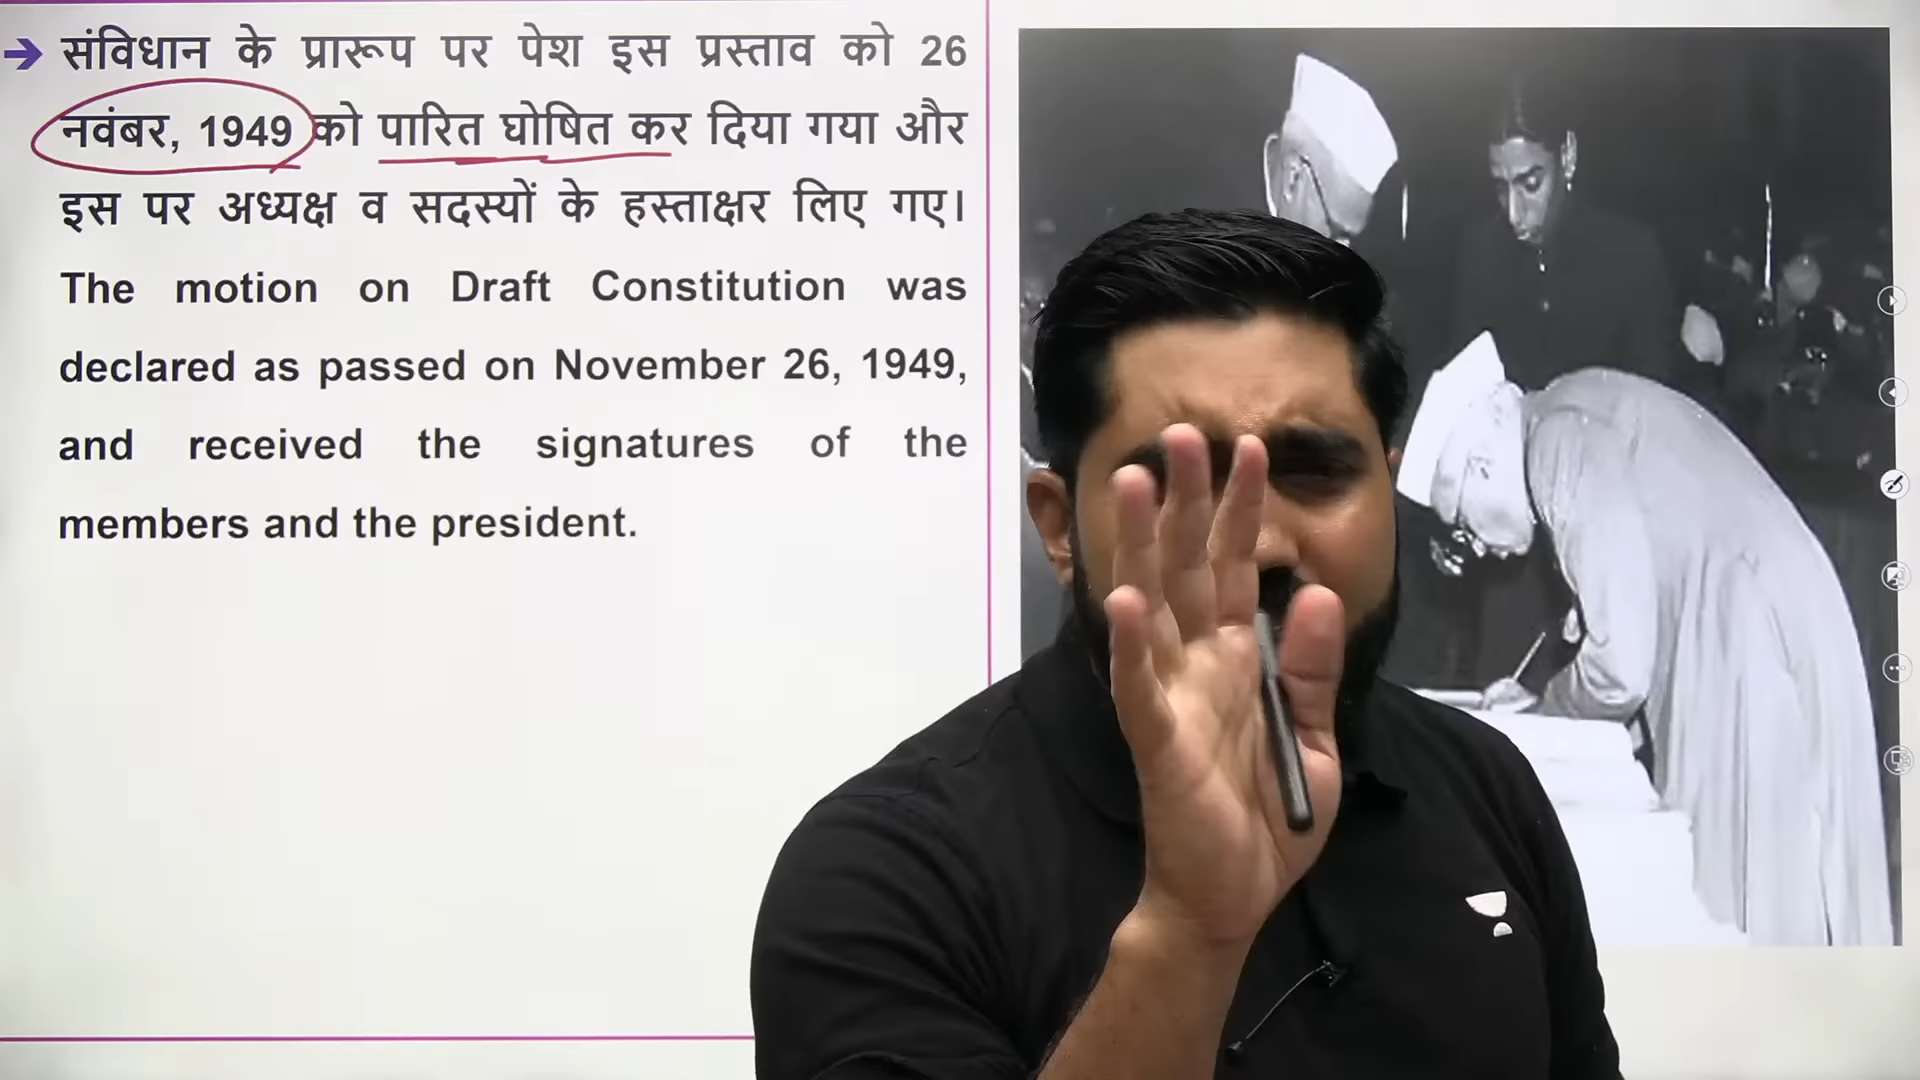 संविधान के प्रारूप पर पेश इस प्रस्ताव को 26
नवंबर, 1949 को पारित घोषित कर दिया गया और
इस पर अध्यक्ष व सदस्यों के हस्ताक्षर लिए गए।
The motion on Draft Constitution was
declared as passed on November 26, 1949,
and received the signatures of the
members and the president.